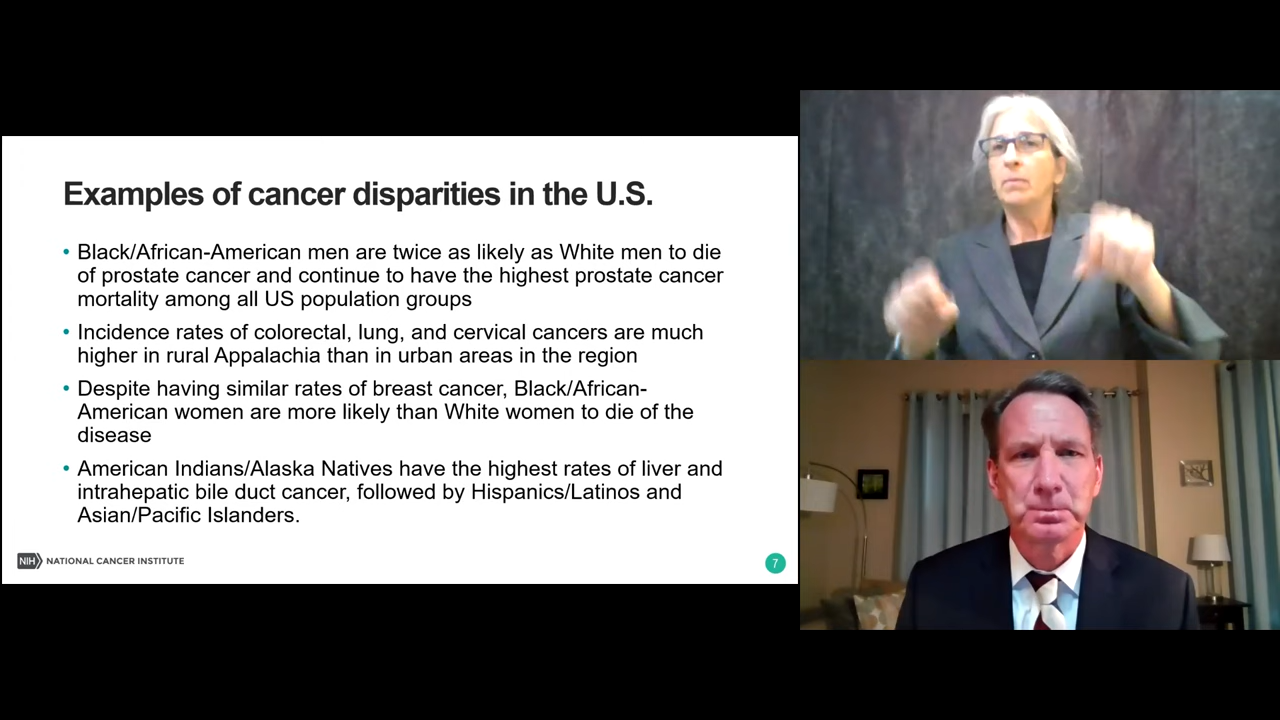 Examples of cancer disparities in the U.S.
• Black/African-American men are twice as likely as White men to die
of prostate cancer and continue to have the highest prostate cancer
mortality among all US population groups
• Incidence rates of colorectal, lung, and cervical cancers are much
higher in rural Appalachia than in urban areas in the region
• Despite having similar rates of breast cancer, Black/African-
American women are more likely than White women to die of the
disease
• American Indians/Alaska Natives have the highest rates of liver and
intrahepatic bile duct cancer, followed by Hispanics/Latinos and
Asian/Pacific Islanders.
NIH NATIONAL CANCER INSTITUTE
7